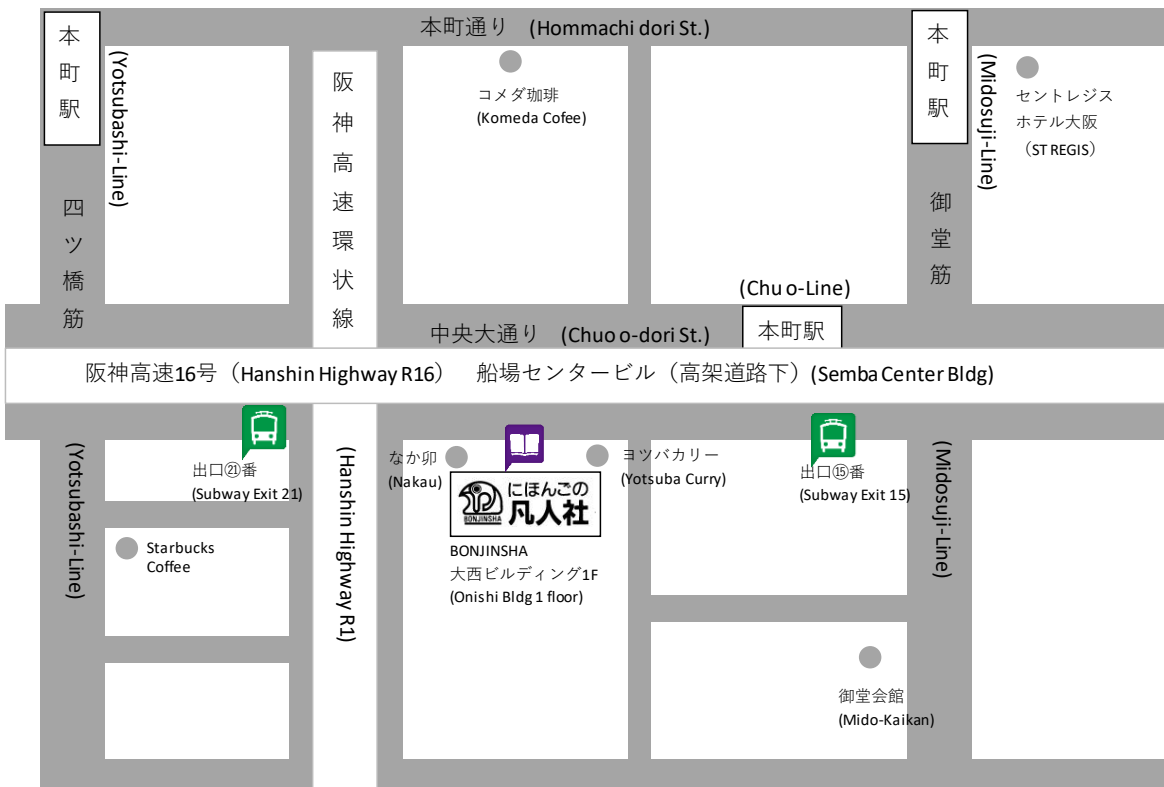 本町通り (Hommachi dori St.)
本町駅
(Yotsubashi-Line)
四ツ橋筋
阪神高速環状線
コメダ珈琲
(Komeda Cofee)
本町駅
(Midosuji-Line)
御堂筋
セントレジス
ホテル大阪
（ST REGIS）
(Chuo-Line)
中央大通り (Chuo o-dori St.)
本町駅
阪神高速16号（Hanshin Highway R16） 船場センタービル（高架道路下）(Semba Center Bldg)
(Yotsubashi-Line)
出口㉑番
(Subway Exit 21)
Starbucks
Coffee
(Hanshin Highway R1)
なか卯
(Nakau)
ヨツバカリー
(Yotsuba Curry)
BONJINSHA
にほんごの
凡人社
BONJINSHA
大西ビルディング1F
(Onishi Bldg 1 floor)
出口⑮番
(Subway Exit 15)
(Midosuji-Line)
御堂会館
(Mido-Kaikan)